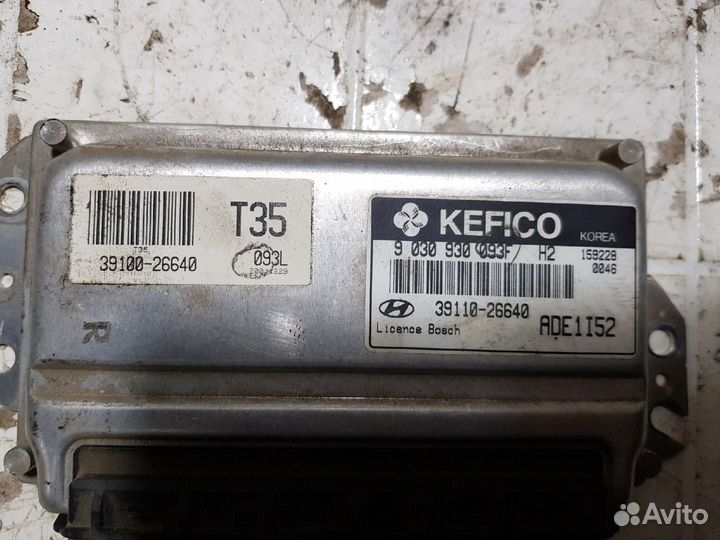 T35
T35
39100-26640
093L
KEFICO
KOREA
9 030 930 093F/ H2
159228
0046
39110-26640
Licence Bosch
ADE1I52
R
Avito